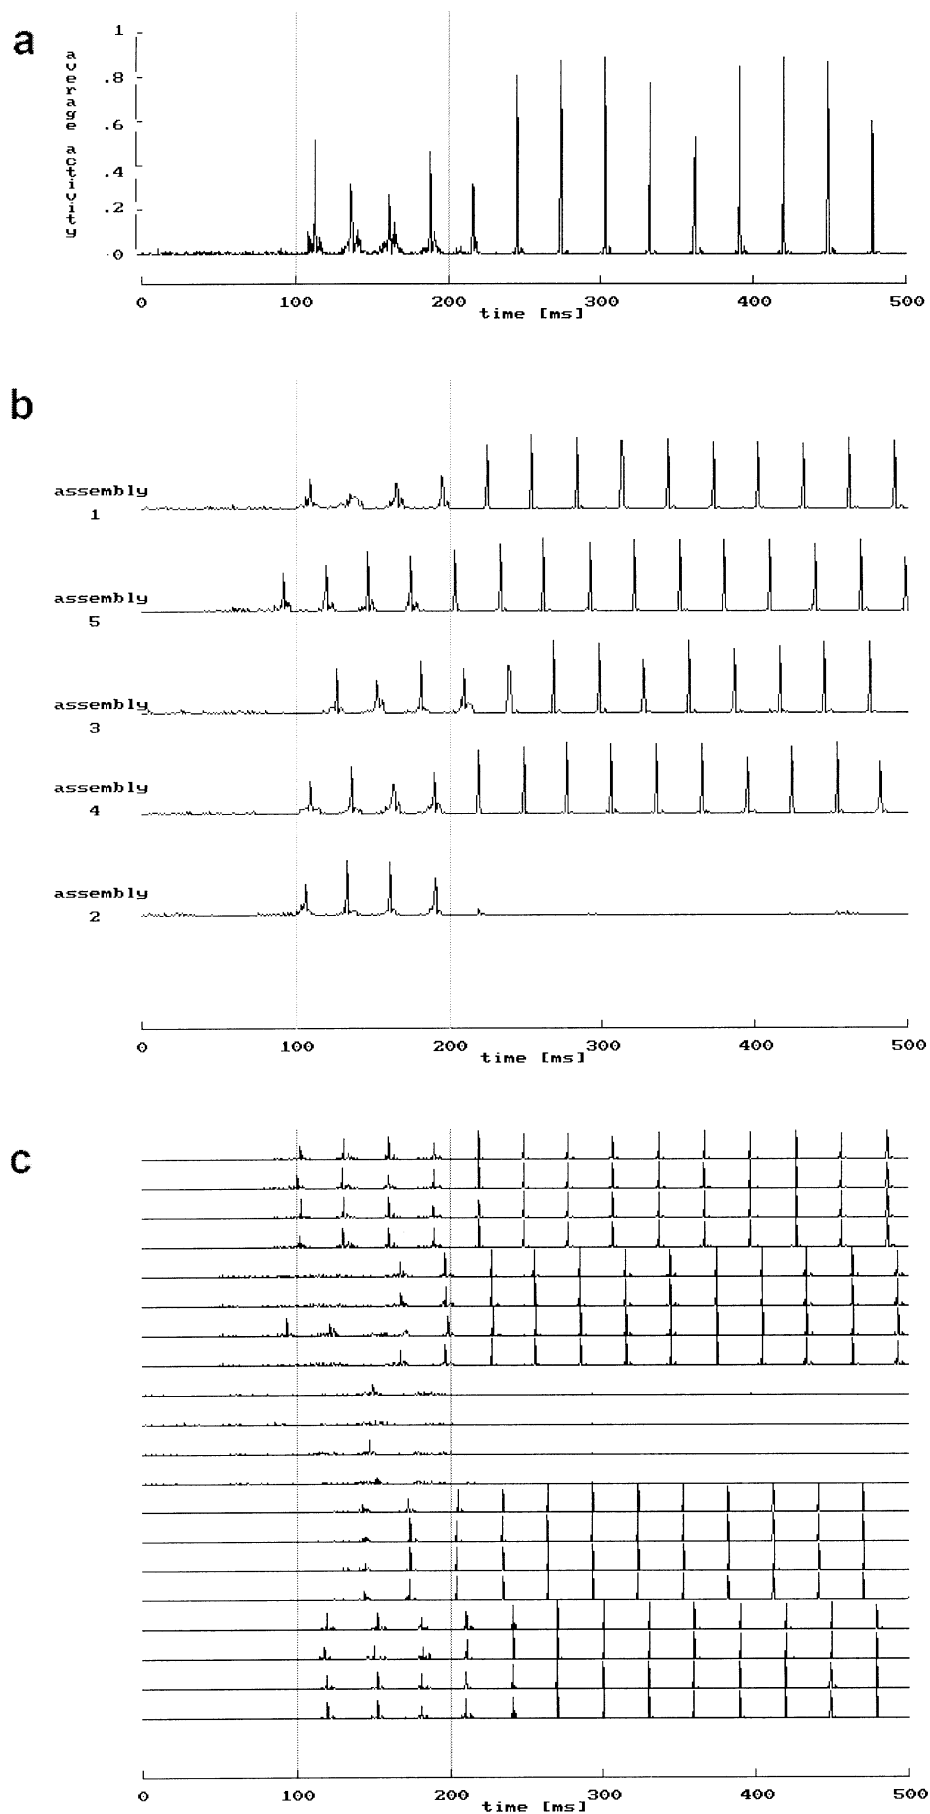 a
average activity
1
.8
.6
.4
.2
0
0 100 200 300 400 500
time [ms]
b
assembly
1
assembly
5
assembly
3
assembly
4
assembly
2
0 100 200 300 400 500
time [ms]
c
0 100 200 300 400 500
time [ms]